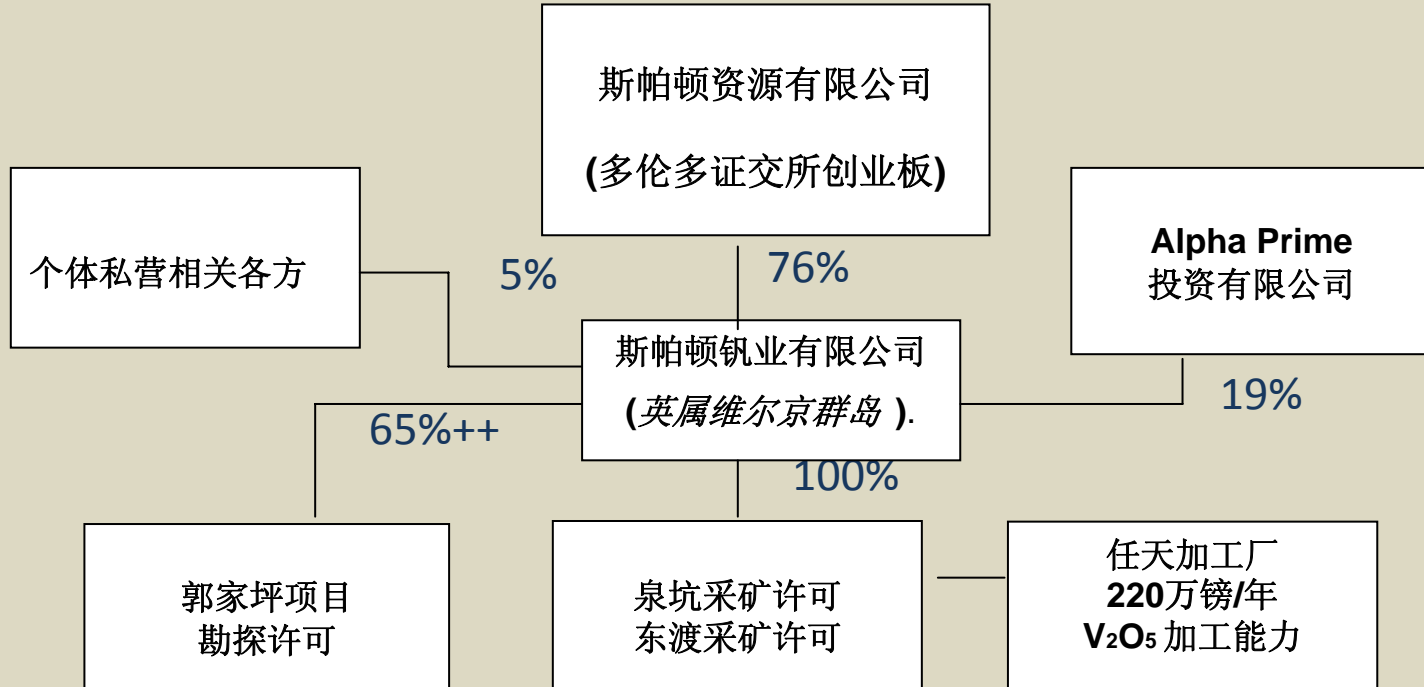 斯帕顿资源有限公司
(多伦多证交所创业板)
个体私营相关各方
5%
76%
Alpha Prime
投资有限公司
斯帕顿钒业有限公司
(英属维尔京群岛 ).
19%
65%++
100%
郭家坪项目
勘探许可
泉坑采矿许可
东渡采矿许可
任天加工厂
220万镑/年
V₂O₅ 加工能力